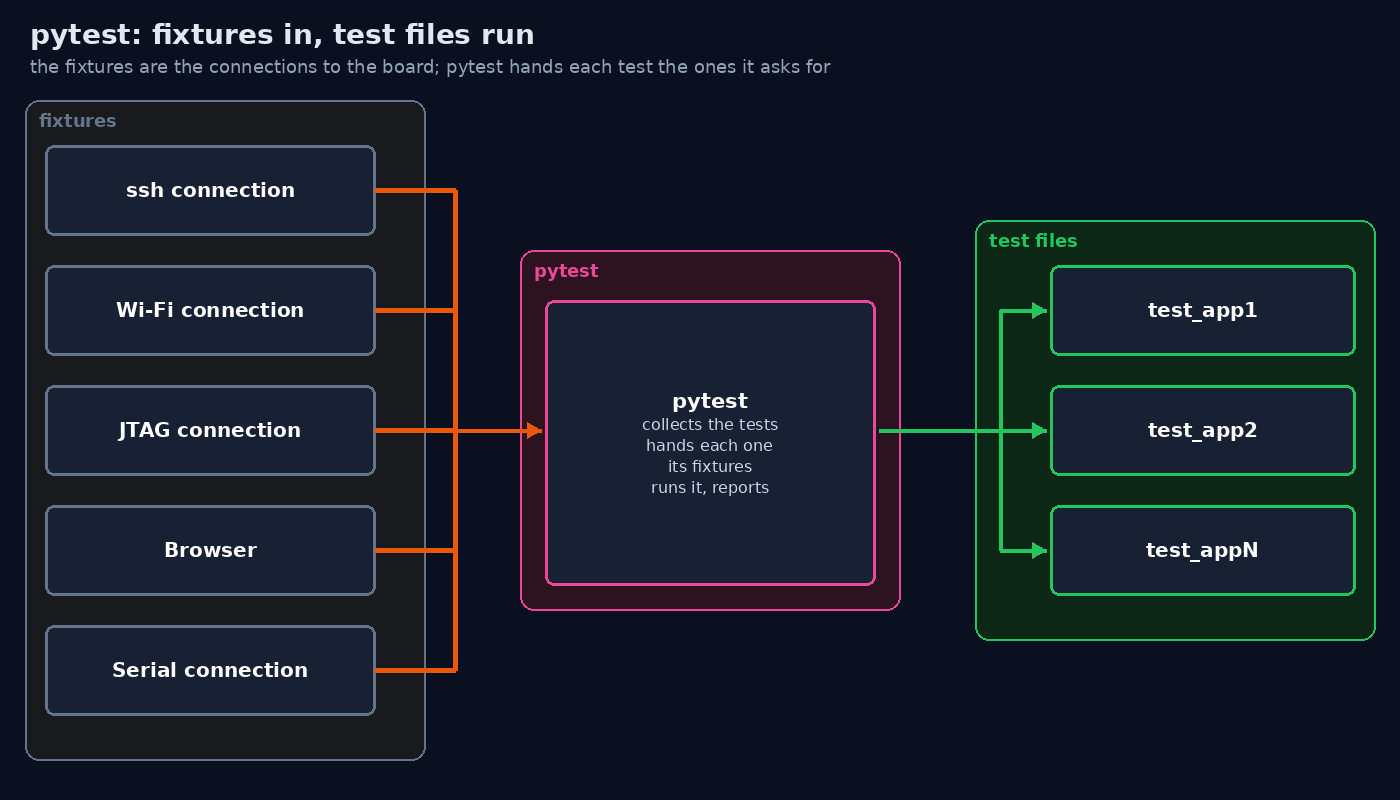 pytest: fixtures in, test files run
the fixtures are the connections to the board; pytest hands each test the ones it asks for
fixtures
ssh connection
Wi-Fi connection
JTAG connection
Browser
Serial connection
pytest
pytest
collects the tests
hands each one
its fixtures
runs it, reports
test files
test_app1
test_app2
test_appN